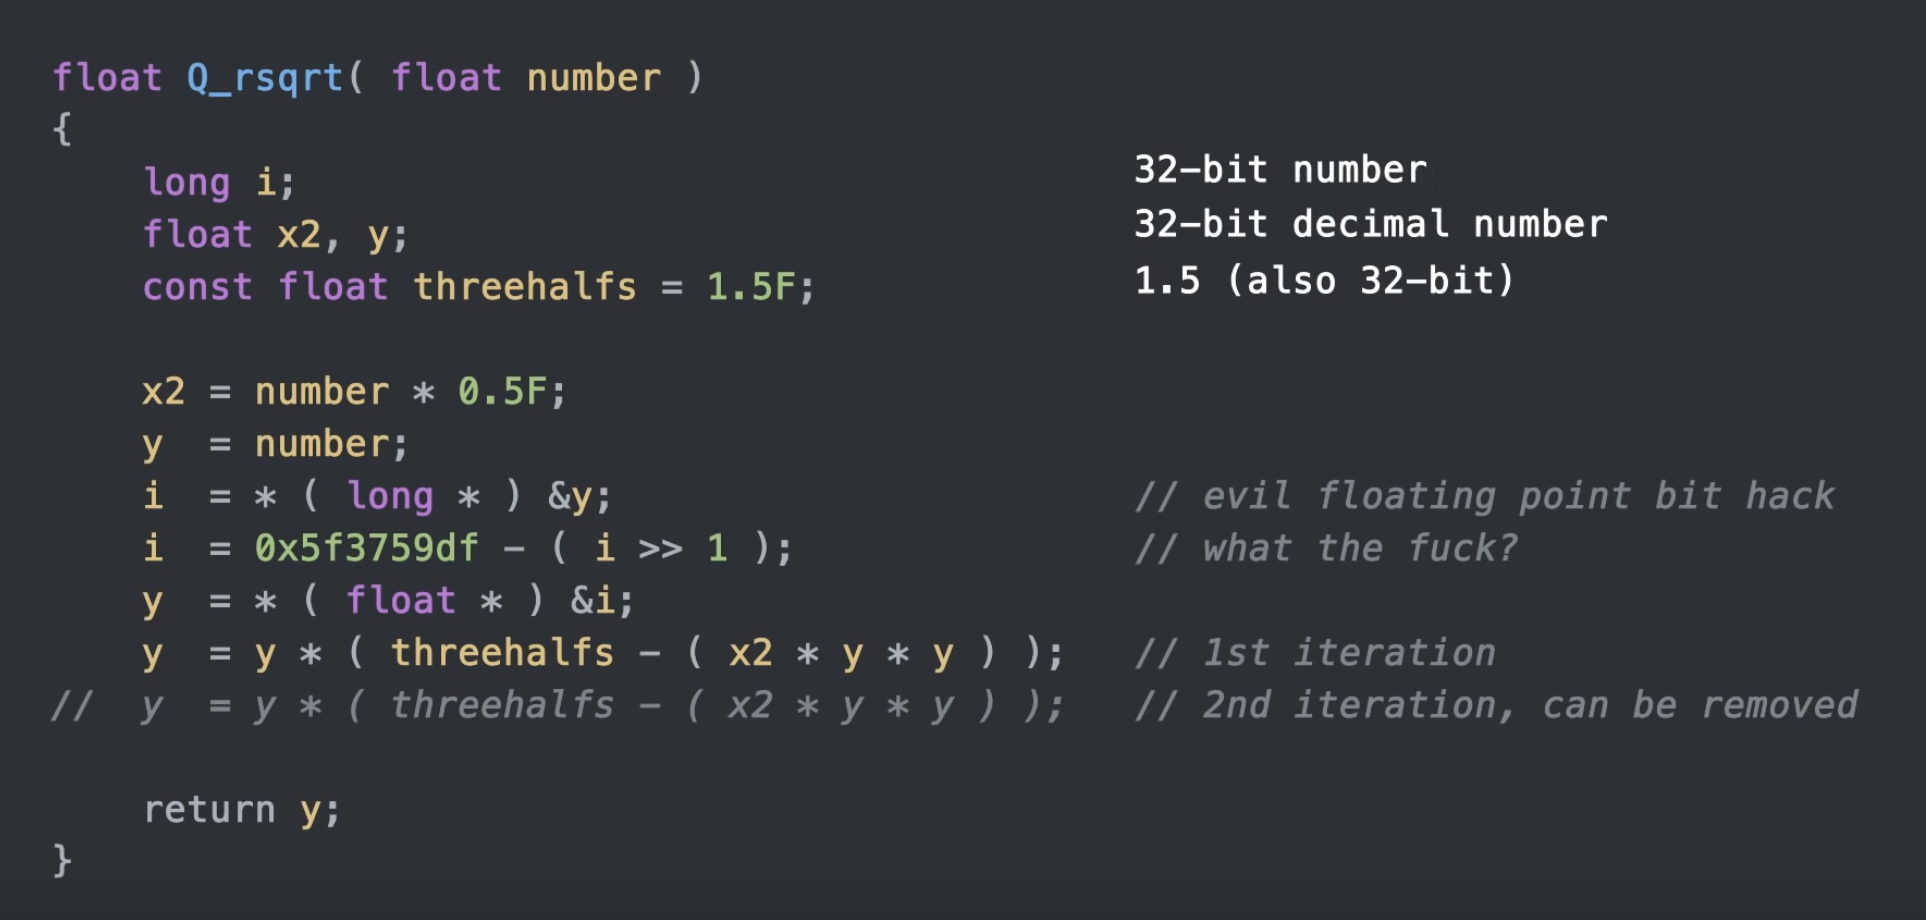 float Q_rsqrt( float number )
{
long i; 32-bit number
float x2, y; 32-bit decimal number
const float threehalfs = 1.5F; 1.5 (also 32-bit)
x2 = number * 0.5F;
y = number;
i = * ( long * ) &y; // evil floating point bit hack
i = 0x5f3759df - ( i >> 1 ); // what the fuck?
y = * ( float * ) &i;
y = y * ( threehalfs - ( x2 * y * y ) ); // 1st iteration
// y = y * ( threehalfs - ( x2 * y * y ) ); // 2nd iteration, can be removed
return y;
}